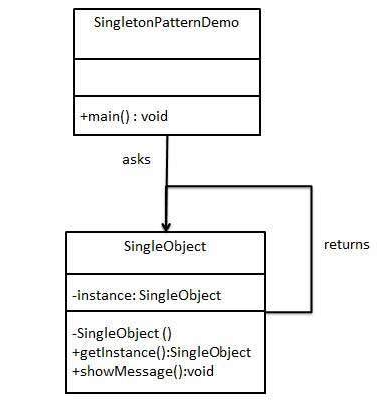 SingletonPatternDemo
+main() : void
asks
SingleObject
returns
-instance: SingleObject
-SingleObject ()
+getInstance():SingleObject
+showMessage():void